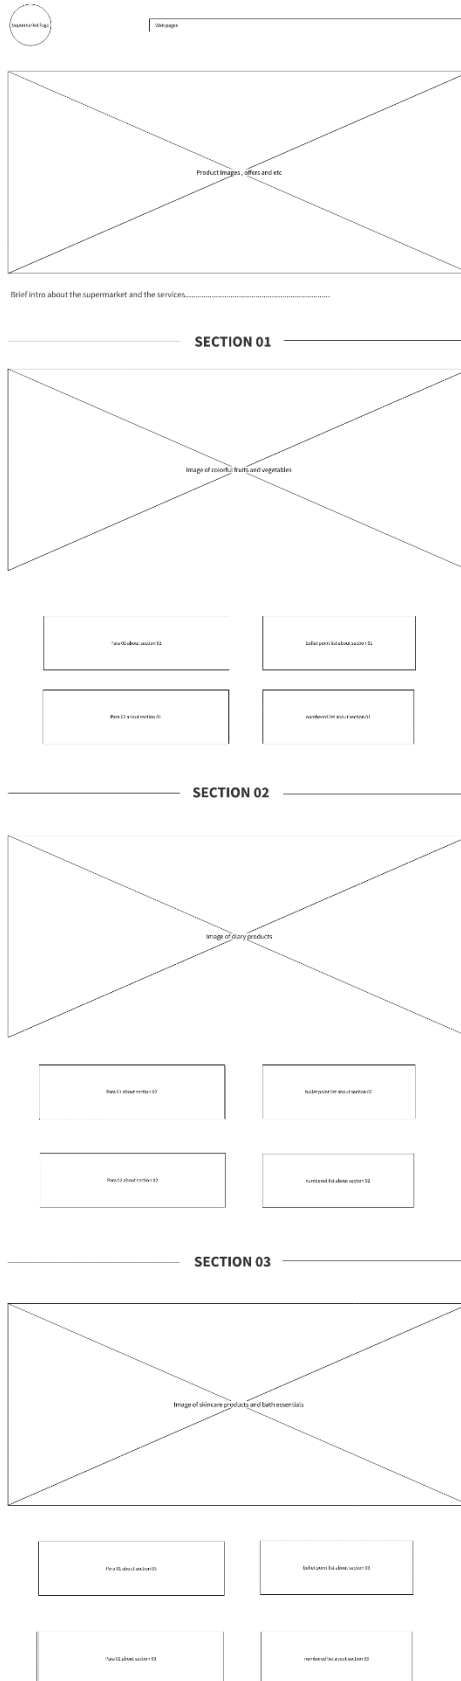 Supermarket logo
Web pages
Product images , offers and etc
Brief intro about the supermarket and the services.......................................................................
SECTION 01
Image of colorful fruits and vegetables
Para 01 about section 01
bullet point list about section 01
Para 02 about section 01
numbered list about section 01
SECTION 02
Image of diary products
Para 01 about section 02
bullet point list about section 02
Para 02 about section 02
numbered list about section 02
SECTION 03
Image of skincare products and bath essentials
Para 01 about section 03
bullet point list about section 03
Para 02 about section 03
numbered list about section 03